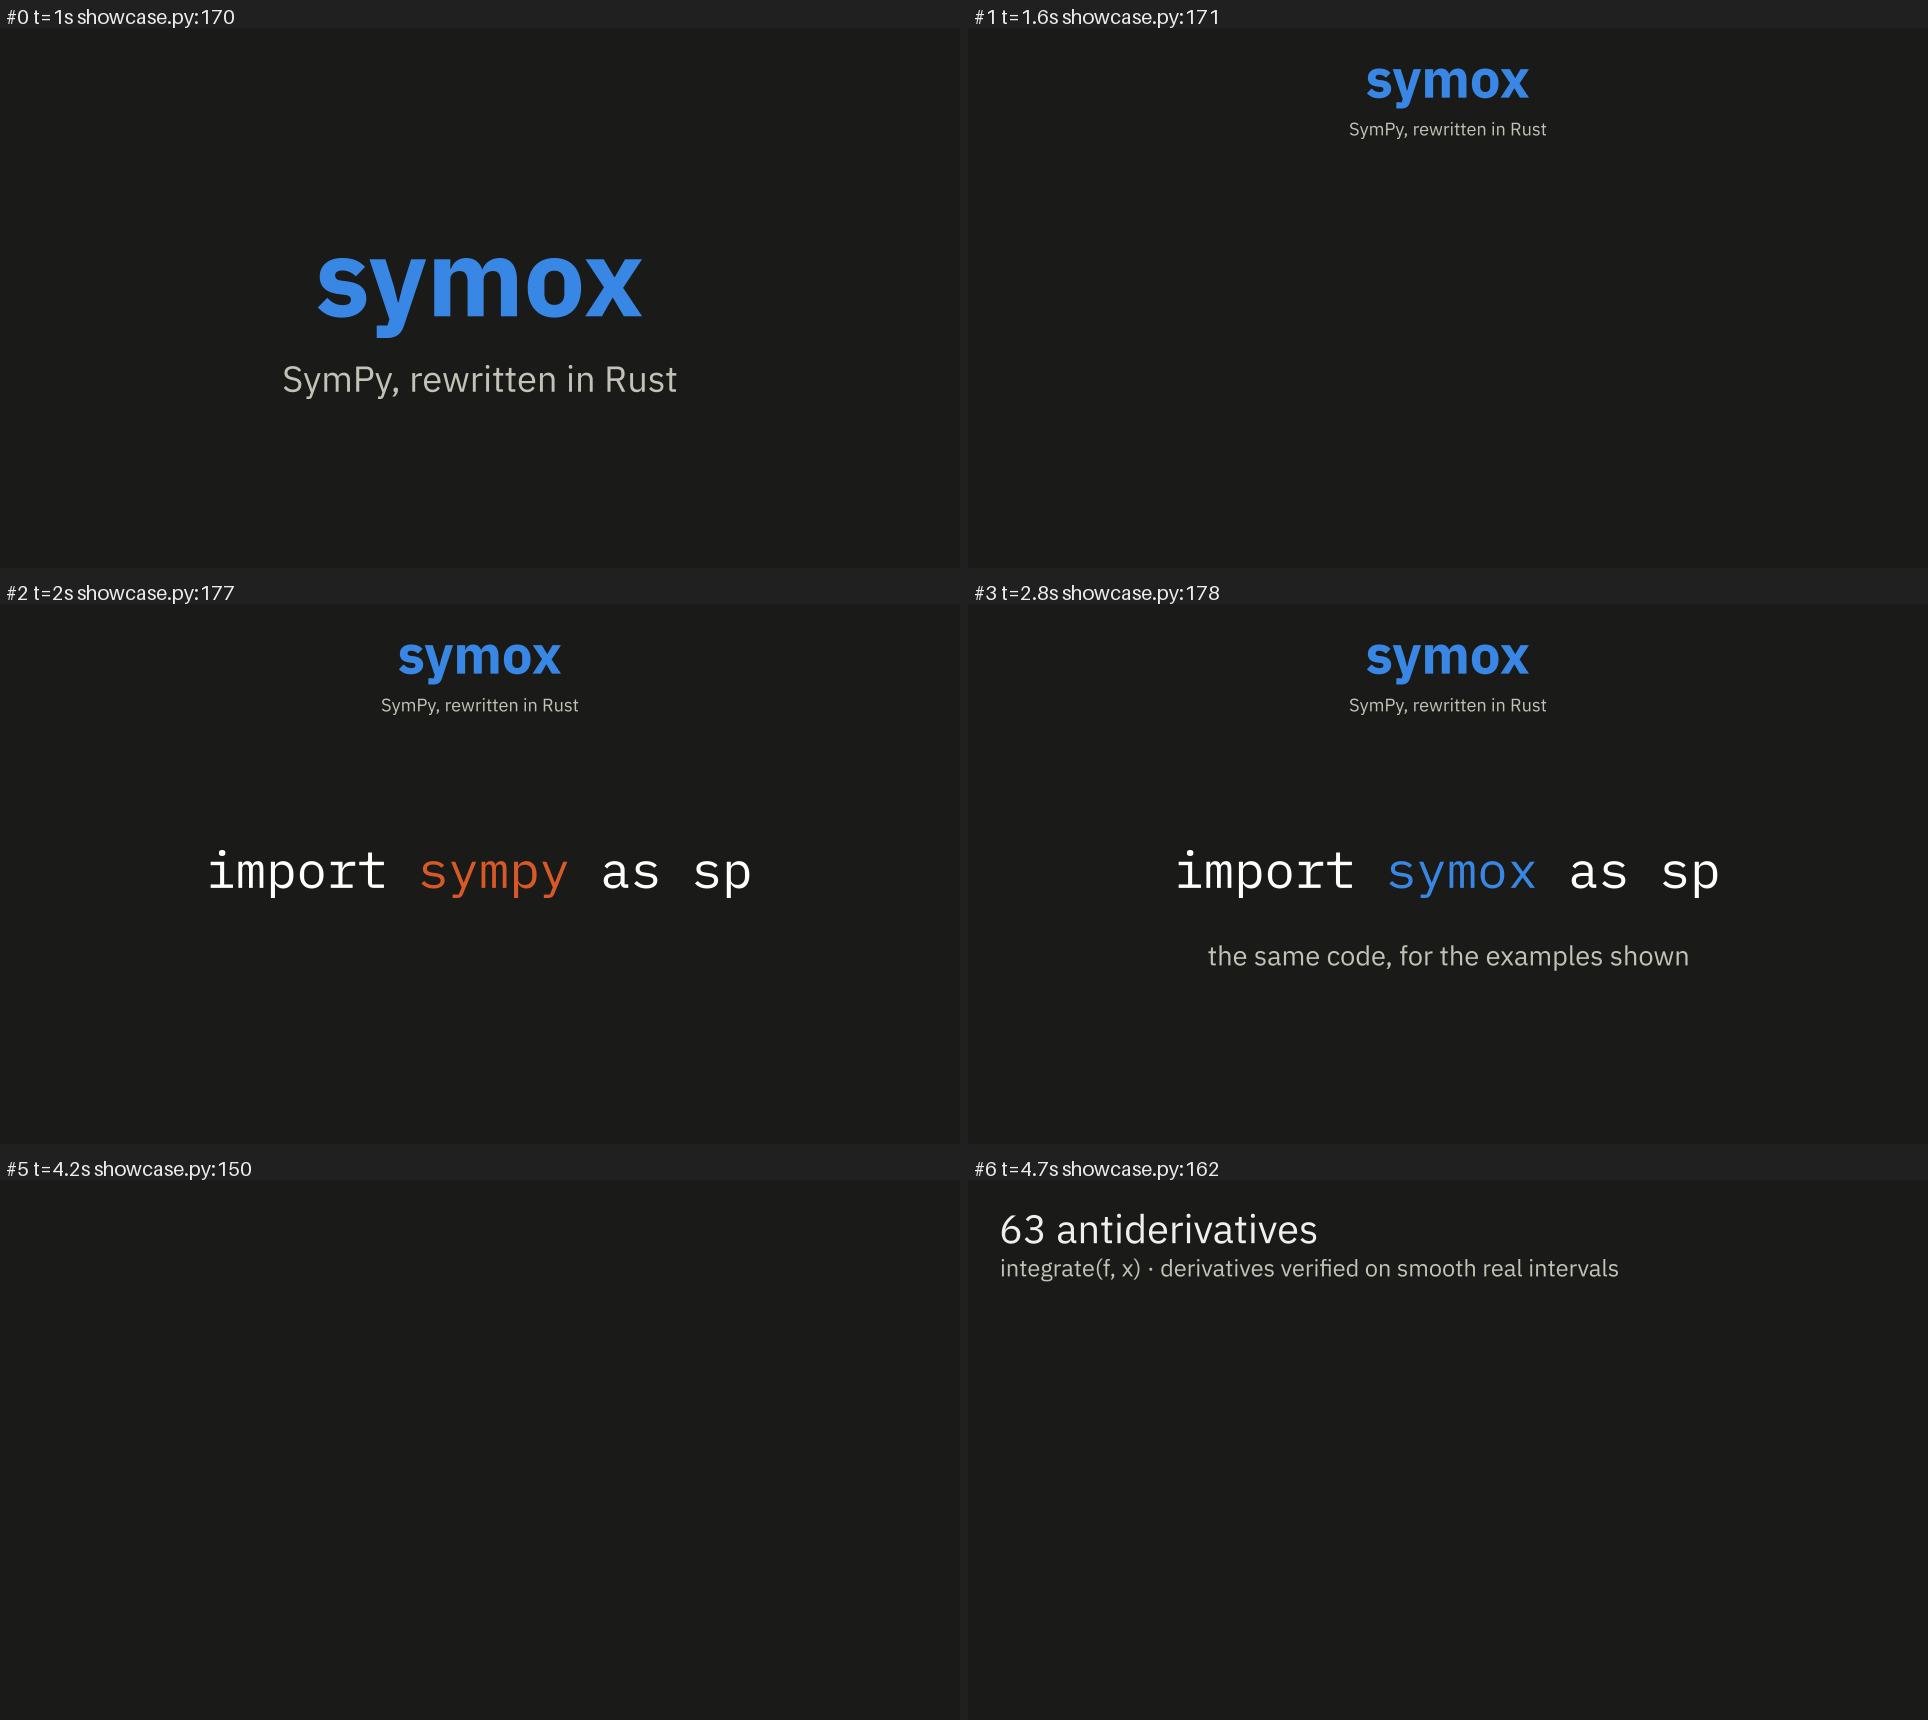 #0 t=1s showcase.py:170
symox
SymPy, rewritten in Rust
#1 t=1.6s showcase.py:171
symox
SymPy, rewritten in Rust
#2 t=2s showcase.py:177
symox
SymPy, rewritten in Rust
import sympy as sp
#3 t=2.8s showcase.py:178
symox
SymPy, rewritten in Rust
import symox as sp
the same code, for the examples shown
#5 t=4.2s showcase.py:150
#6 t=4.7s showcase.py:162
63 antiderivatives
integrate(f, x) · derivatives verified on smooth real intervals